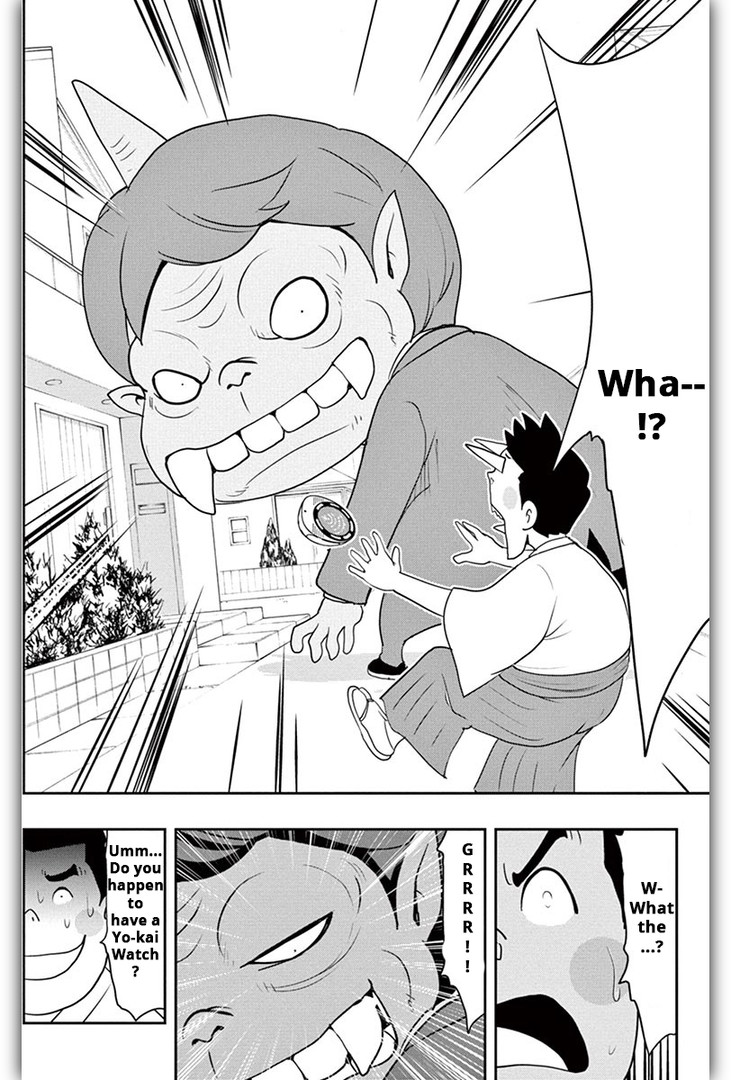 Wha--
!?
W-
What
the
...?
G
R
R
R
R
!
!
Umm...
Do you
happen
to
have a
Yo-kai
Watch
?